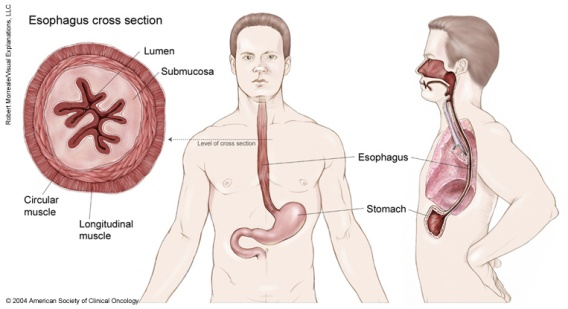 Robert Morreale/Visual Explanations, LLC
Esophagus cross section
Lumen
Submucosa
Level of cross section
Esophagus
Stomach
Circular
muscle
Longitudinal
muscle
© 2004 American Society of Clinical Oncology